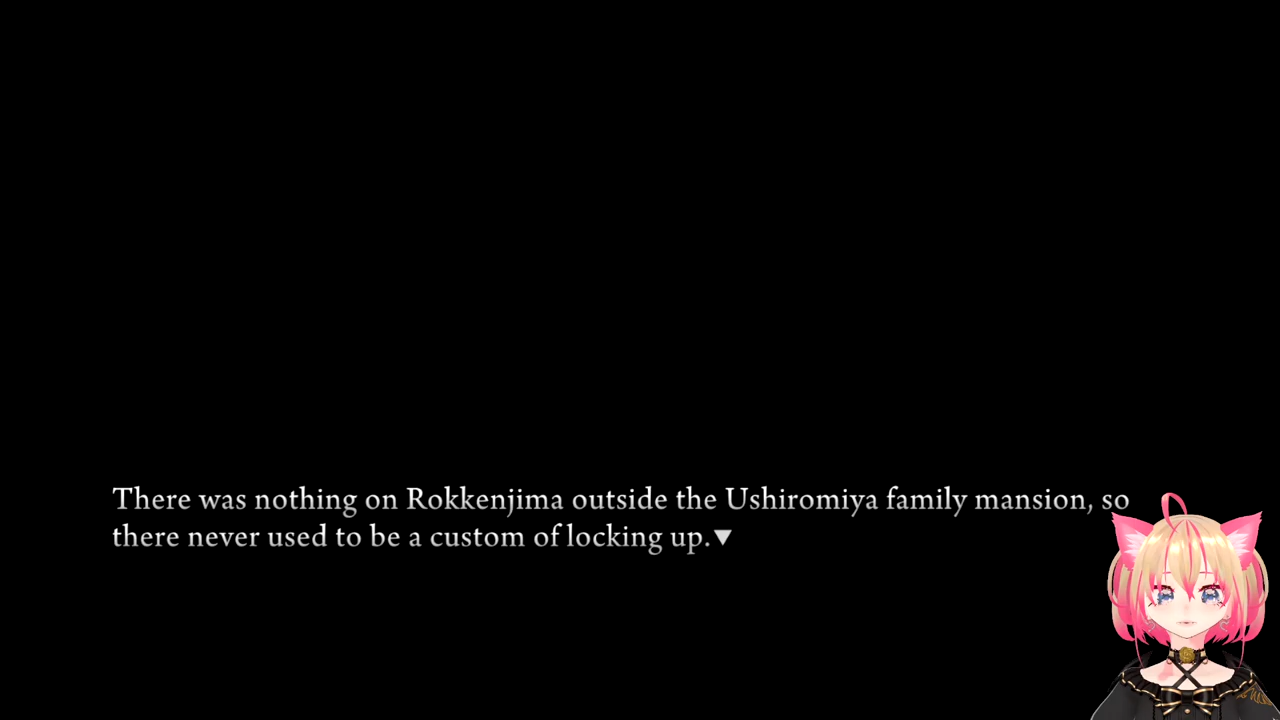 There was nothing on Rokkenjima outside the Ushiromiya family mansion, so
there never used to be a custom of locking up.▼